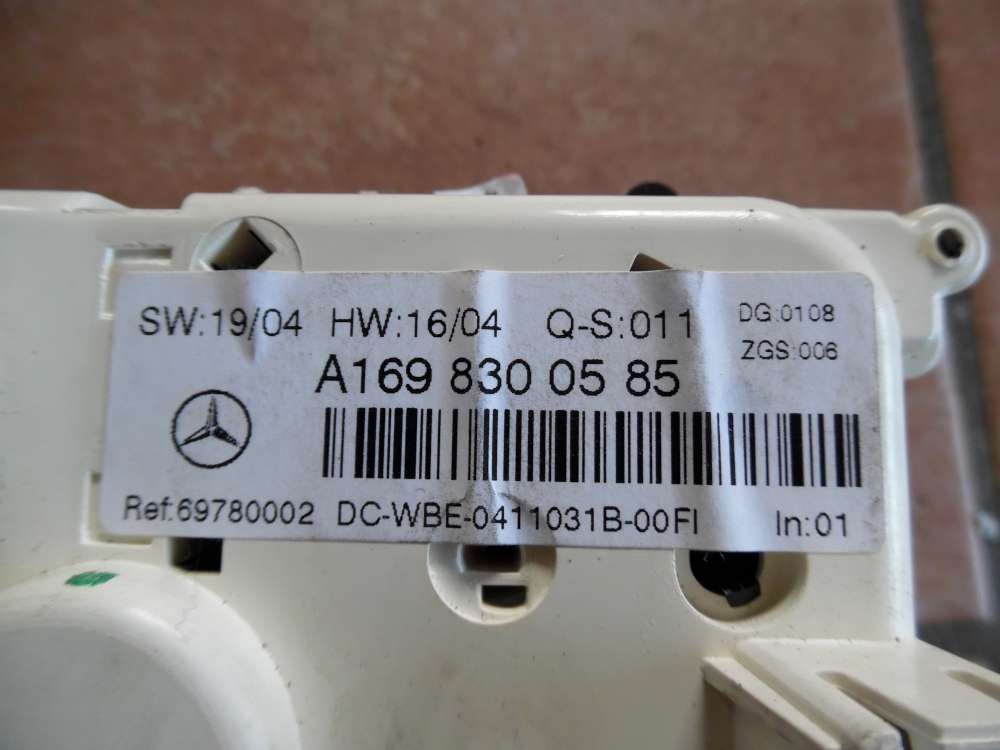 SW:19/04 HW:16/04 Q-S:011 DG:0108
ZGS:006
A169 830 05 85
Ref:69780002 DC-WBE-0411031B-00FI In:01